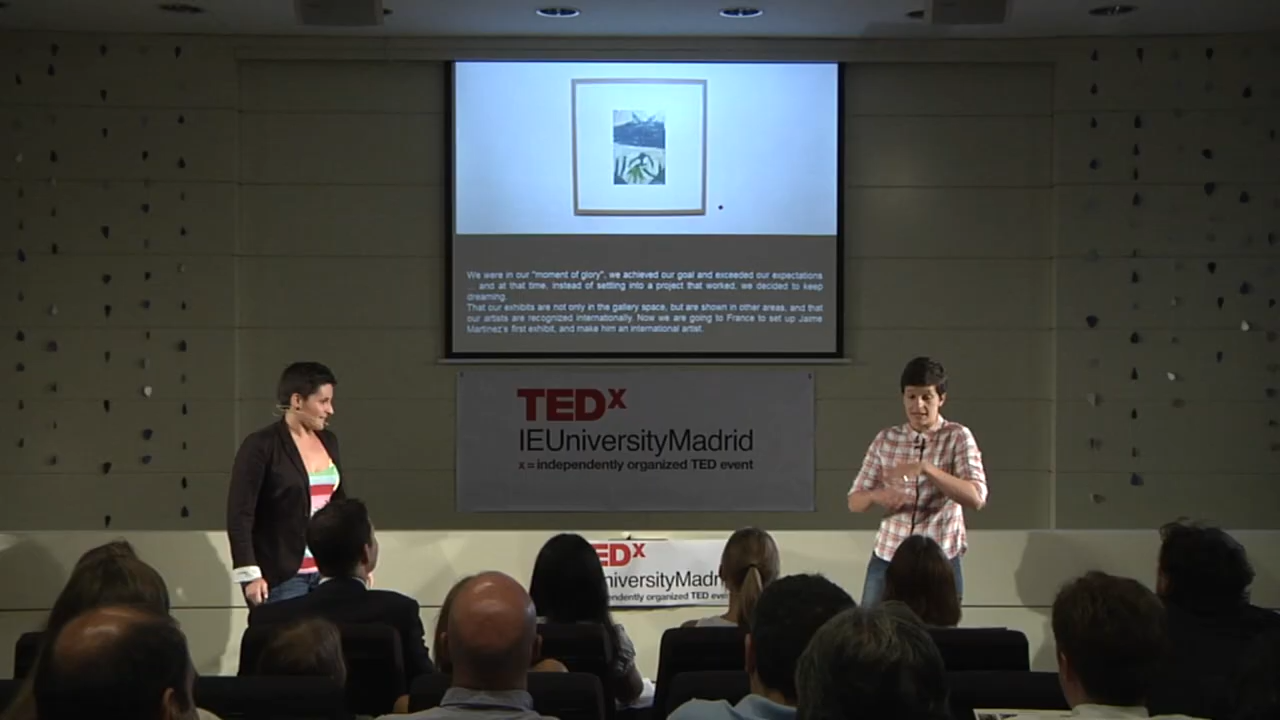 We were in our "moment of glory", we achieved our goal and exceeded our expectations
... and at that time, instead of settling into a project that worked, we decided to keep
dreaming.
That our exhibits are not only in the gallery space, but are shown in other areas, and that
our artists are recognized internationally. Now we are going to France to set up Jaime
Martinez's first exhibit, and make him an international artist.
TEDx
IEUniversityMadrid
x = independently organized TED event
EDx
niversityMadr
endently organized TED eve